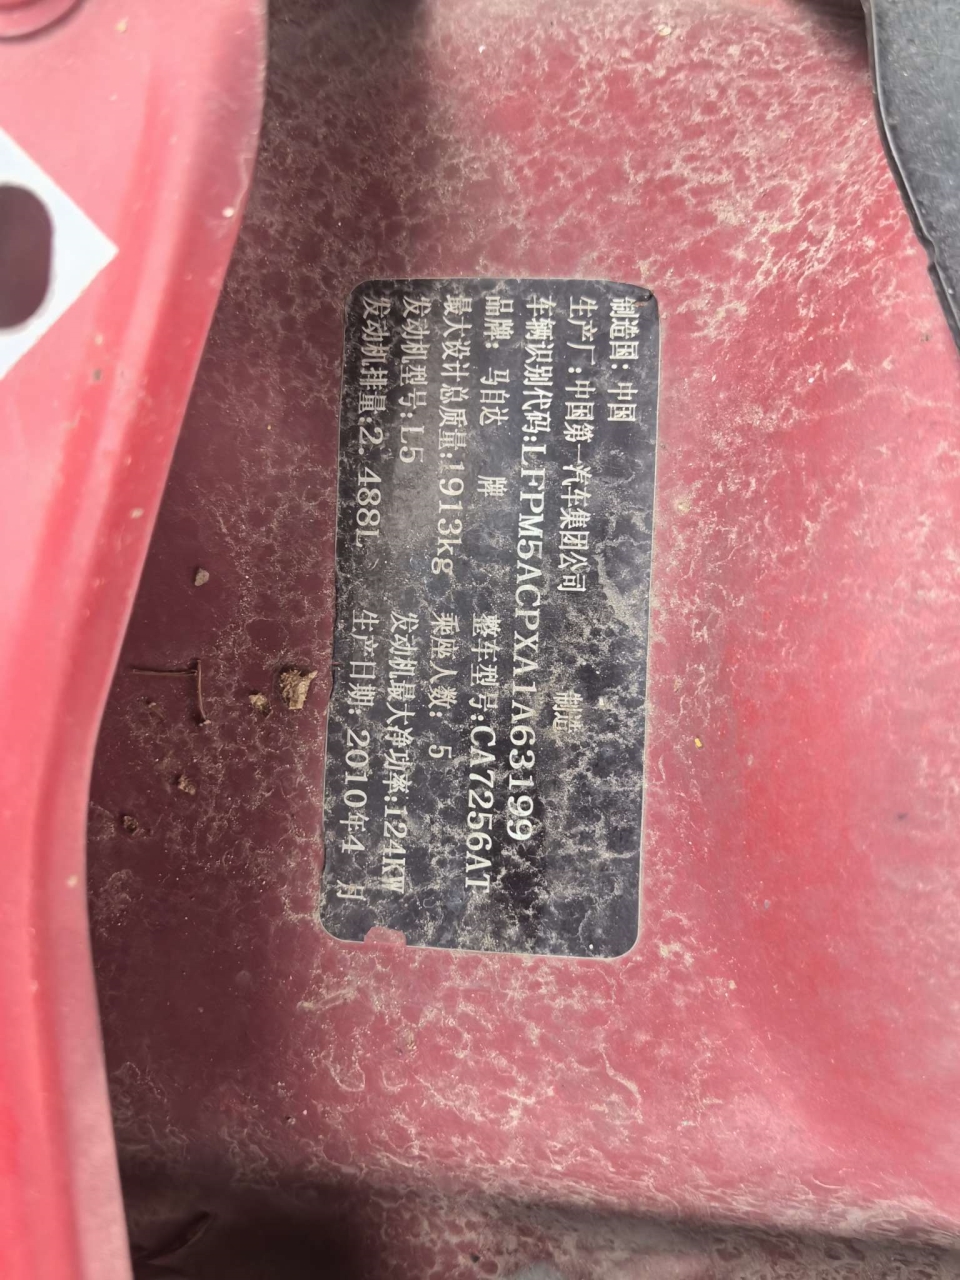 制造国: 中国
生产厂: 中国第一汽车集团公司 制造
车辆识别代码:LFPM5ACPXA1A63199
品牌: 马自达 牌 整车型号:CA7256AT
最大设计总质量:1913kg 乘座人数: 5
发动机型号:L5 发动机最大净功率:124KW
发动机排量:2.488L 生产日期: 2010年4 月